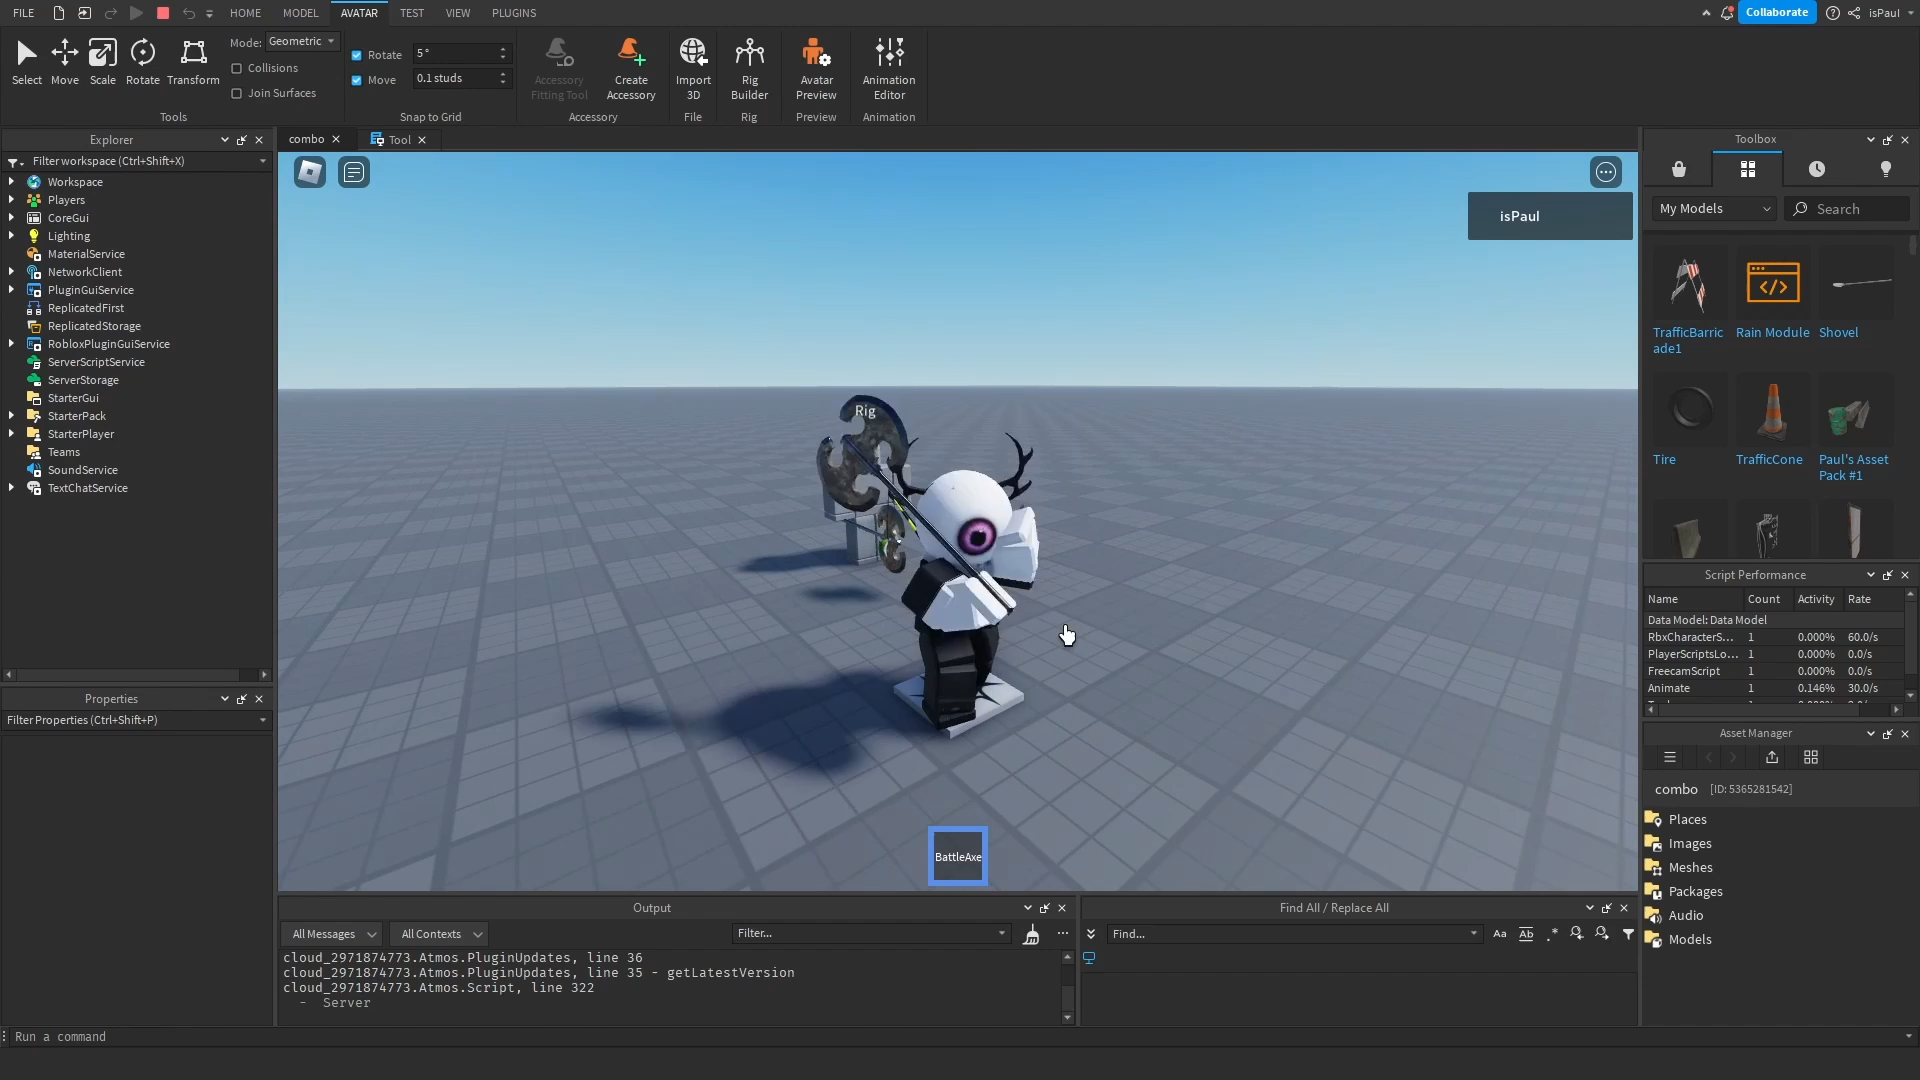 FILE HOME MODEL AVATAR TEST VIEW PLUGINS Collaborate isPaul
Select Move Scale Rotate Transform
Mode: Geometric
Collisions
Join Surfaces
Tools
Rotate 5°
Move 0.1 studs
Snap to Grid
Accessory
Fitting Tool
Create
Accessory
Accessory
Import
3D
File
Rig
Builder
Rig
Avatar
Preview
Preview
Animation
Editor
Animation
Explorer
Filter workspace (Ctrl+Shift+X)
Workspace
Players
CoreGui
Lighting
MaterialService
NetworkClient
PluginGuiService
ReplicatedFirst
ReplicatedStorage
RobloxPluginGuiService
ServerScriptService
ServerStorage
StarterGui
StarterPack
StarterPlayer
Teams
SoundService
TextChatService
Properties
Filter Properties (Ctrl+Shift+P)
combo Tool
isPaul
Rig
BattleAxe
Output
All Messages All Contexts Filter...
cloud_2971874773.Atmos.PluginUpdates, line 36
cloud_2971874773.Atmos.PluginUpdates, line 35 - getLatestVersion
cloud_2971874773.Atmos.Script, line 322
- Server
Find All / Replace All
Find... Aa Ab .*
Toolbox
My Models Search
TrafficBarric
ade1
Rain Module
Shovel
Tire
TrafficCone
Paul's Asset
Pack #1
Script Performance
Name Count Activity Rate
Data Model: Data Model
RbxCharacterS... 1 0.000% 60.0/s
PlayerScriptsLo... 1 0.000% 0.0/s
FreecamScript 1 0.000% 0.0/s
Animate 1 0.146% 30.0/s
Asset Manager
combo [ID: 5365281542]
Places
Images
Meshes
Packages
Audio
Models
Run a command